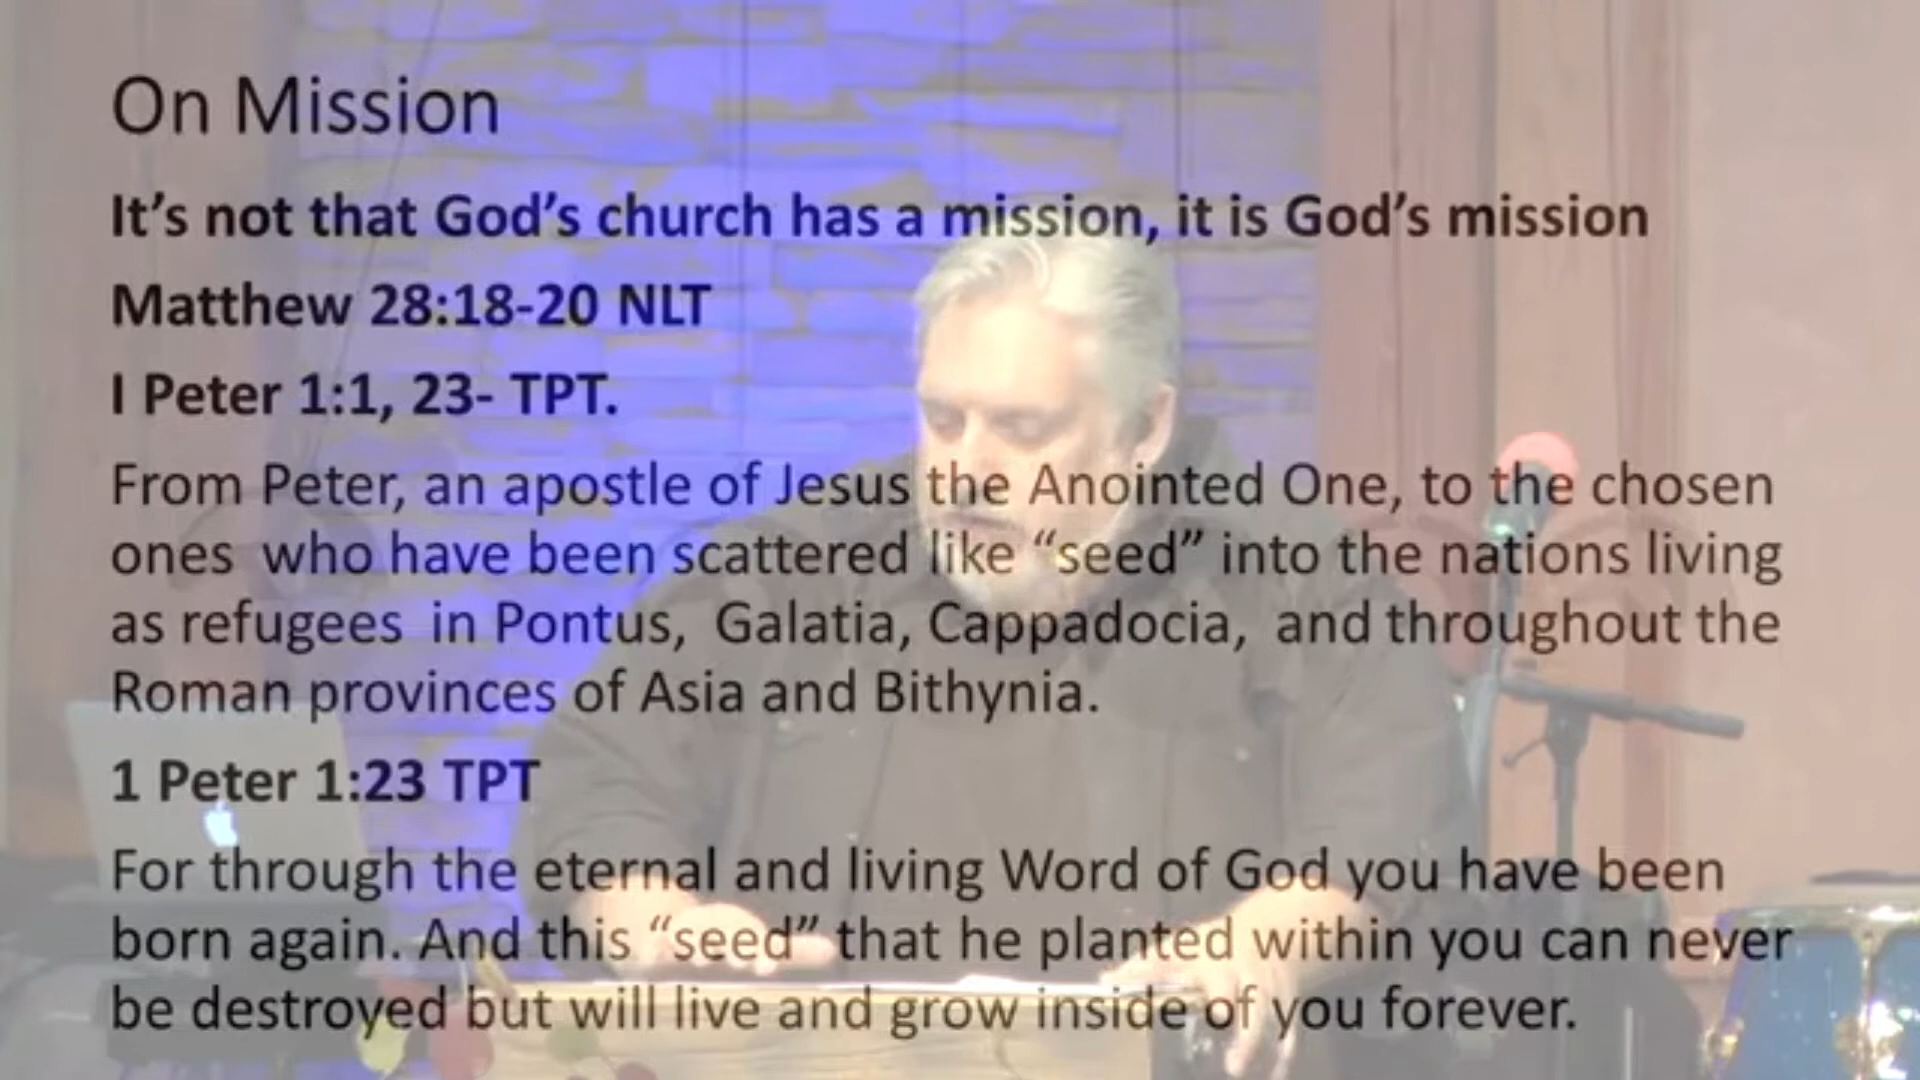 On Mission
It’s not that God’s church has a mission, it is God’s mission
Matthew 28:18-20 NLT
I Peter 1:1, 23- TPT.
From Peter, an apostle of Jesus the Anointed One, to the chosen
ones who have been scattered like “seed” into the nations living
as refugees in Pontus, Galatia, Cappadocia, and throughout the
Roman provinces of Asia and Bithynia.
1 Peter 1:23 TPT
For through the eternal and living Word of God you have been
born again. And this “seed” that he planted within you can never
be destroyed but will live and grow inside of you forever.